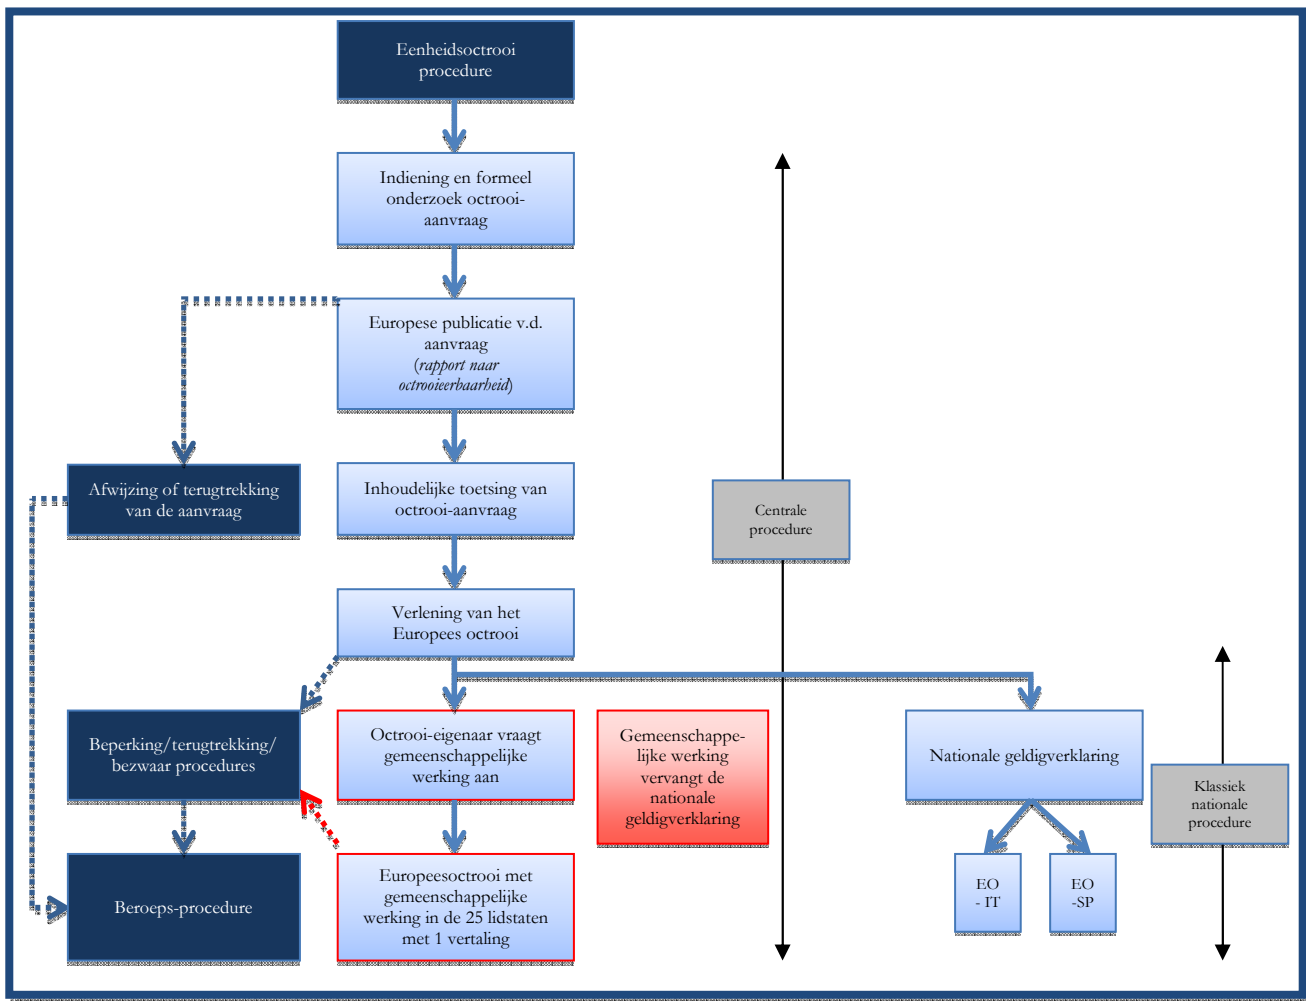 Eenheidsoctrooi
procedure
Indiening en formeel
onderzoek octrooi-
aanvraag
Europese publicatie v.d.
aanvraag
(rapport naar
octrooieerbaarheid)
Afwijzing of terugtrekking
van de aanvraag
Inhoudelijke toetsing van
octrooi-aanvraag
Centrale
procedure
Verlening van het
Europees octrooi
Beperking/terugtrekking/
bezwaar procedures
Octrooi-eigenaar vraagt
gemeenschappelijke
werking aan
Gemeenschappe-
lijke werking
vervangt de
nationale
geldigverklaring
Nationale geldigverklaring
Klassiek
nationale
procedure
Beroeps-procedure
Europeesoctrooi met
gemeenschappelijke
werking in de 25 lidstaten
met 1 vertaling
EO
- IT
EO
-SP